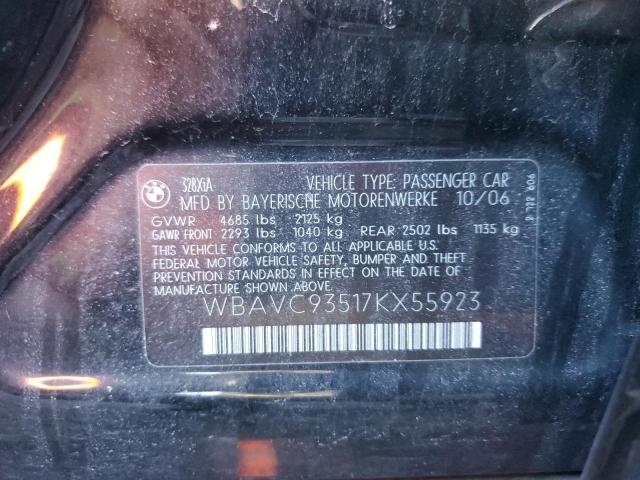 BMW
328XiA VEHICLE TYPE: PASSENGER CAR
MFD BY BAYERISCHE MOTORENWERKE 10/06
GVWR 4685 lbs 2125 kg
GAWR FRONT 2293 lbs 1040 kg REAR 2502 lbs 1135 kg
THIS VEHICLE CONFORMS TO ALL APPLICABLE U.S.
FEDERAL MOTOR VEHICLE SAFETY, BUMPER AND THEFT
PREVENTION STANDARDS IN EFFECT ON THE DATE OF
MANUFACTURE SHOWN ABOVE.
WBAVC93517KX55923